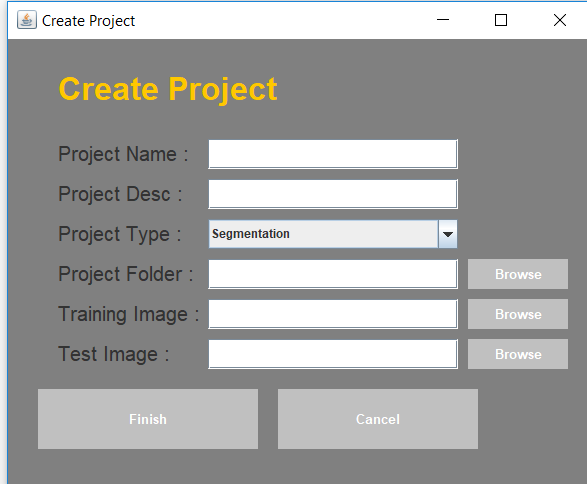 Create Project
Create Project
Project Name :
Project Desc :
Project Type : Segmentation
Project Folder : Browse
Training Image : Browse
Test Image : Browse
Finish Cancel